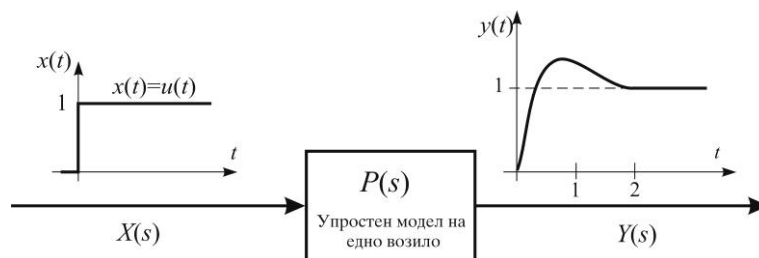 x(t)
x(t)=u(t)
1
t
X(s)
P(s)
Упростен модел на
едно возило
y(t)
1
t
1 2
Y(s)